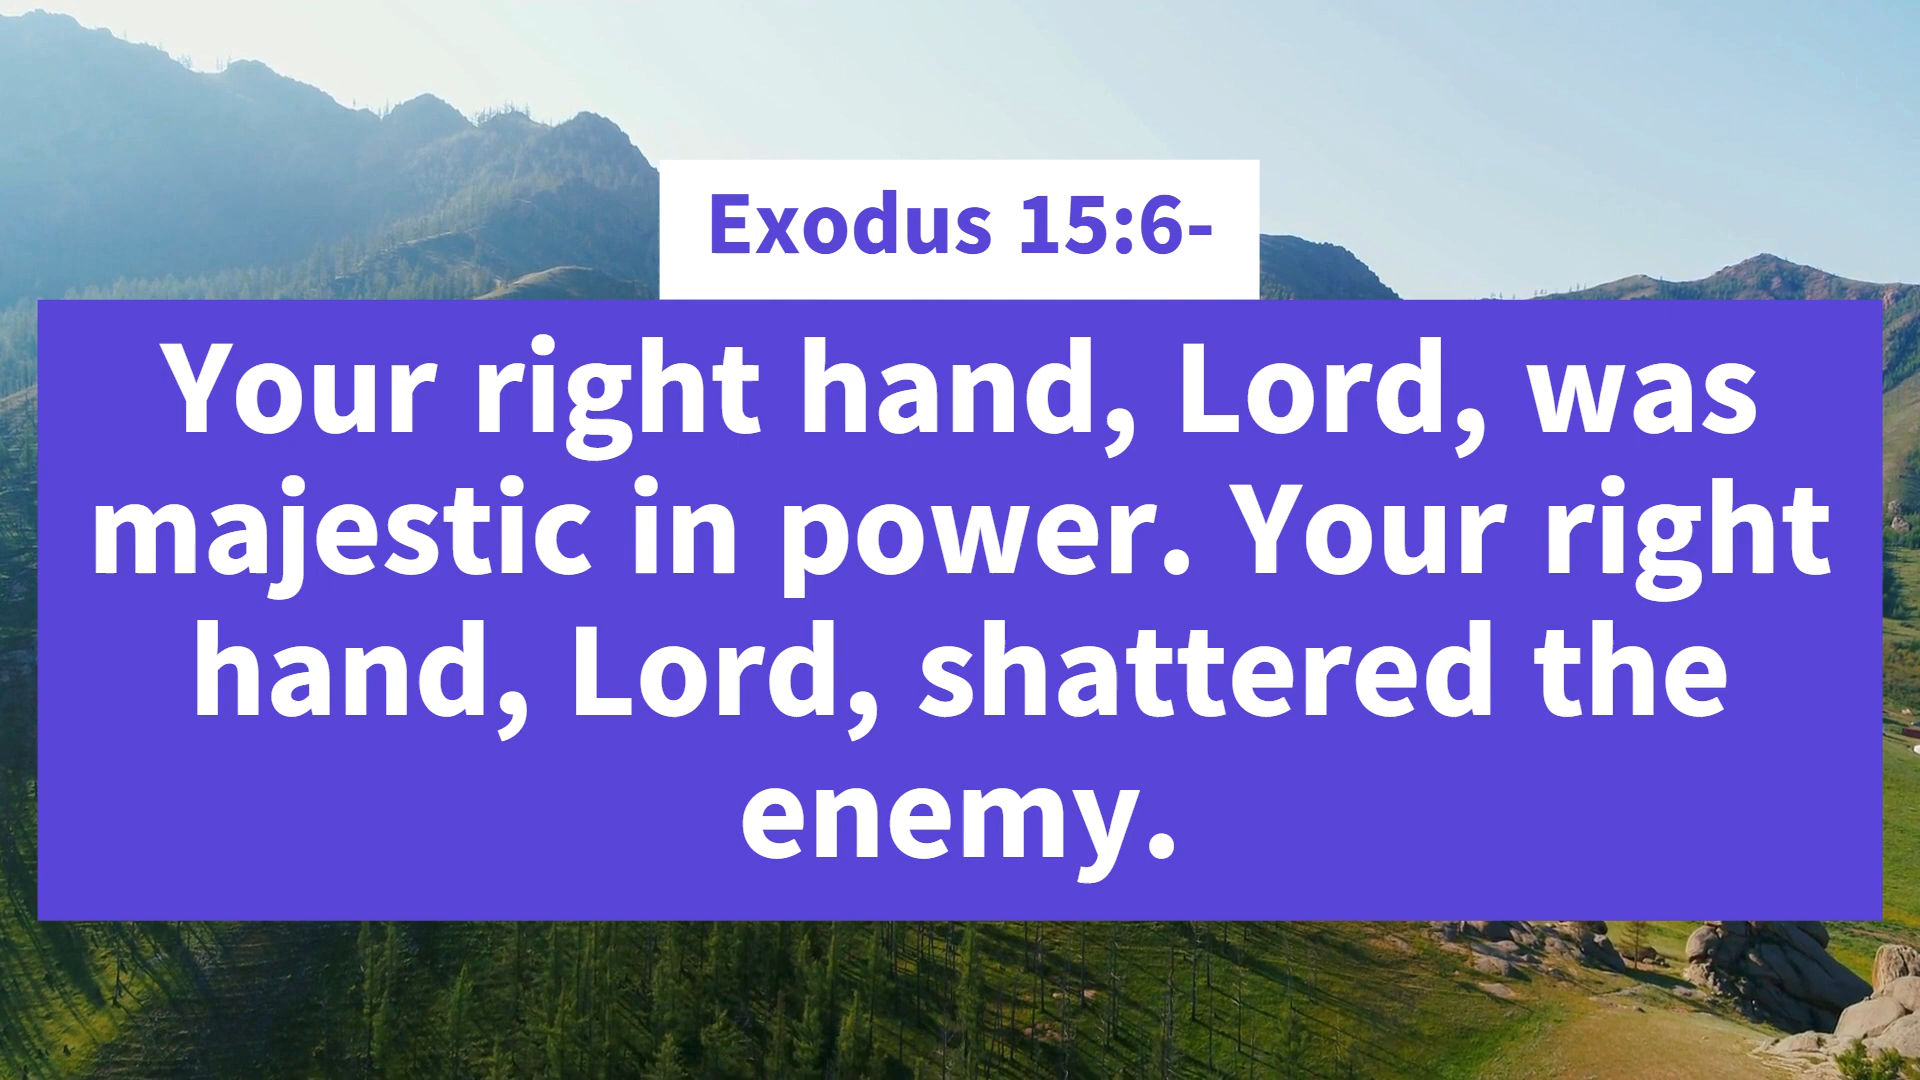 Exodus 15:6-
Your right hand, Lord, was
majestic in power. Your right
hand, Lord, shattered the
enemy.